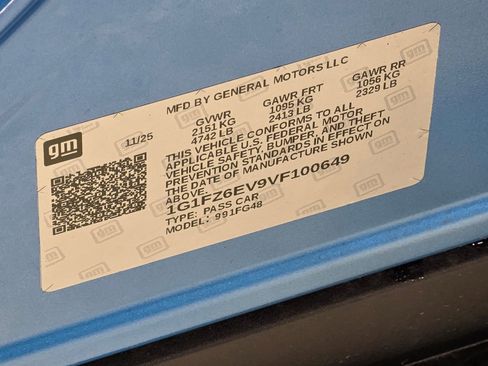 MFD BY GENERAL MOTORS LLC
gm
11/25
GVWR GAWR FRT GAWR RR
2151 KG 1095 KG 1056 KG
4742 LB 2413 LB 2329 LB
THIS VEHICLE CONFORMS TO ALL
APPLICABLE U.S. FEDERAL MOTOR
VEHICLE SAFETY, BUMPER, AND THEFT
PREVENTION STANDARDS IN EFFECT ON
THE DATE OF MANUFACTURE SHOWN
ABOVE.
1G1FZ6EV9VF100649
TYPE: PASS CAR
MODEL: 991FG48